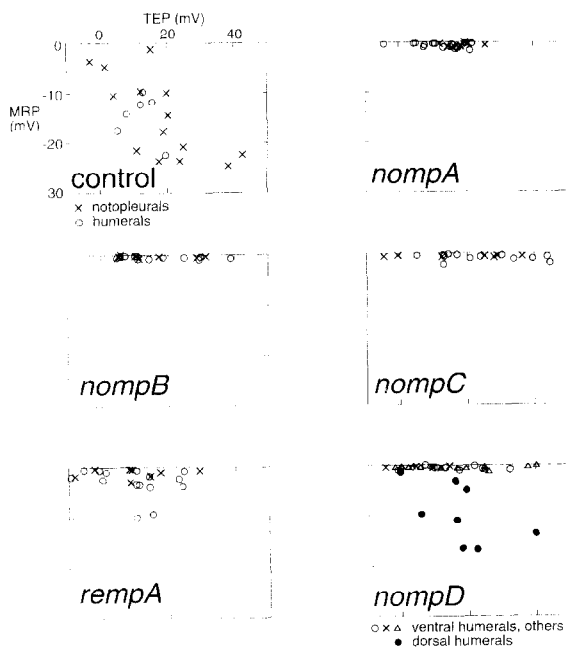 TEP (mV)
0 20 40
0
-10
MRP
(mV)
-20
30
control
× notopleurals
○ humerals
nompA
nompB
nompC
rempA
nompD
○ × △ ventral humerals, others
● dorsal humerals